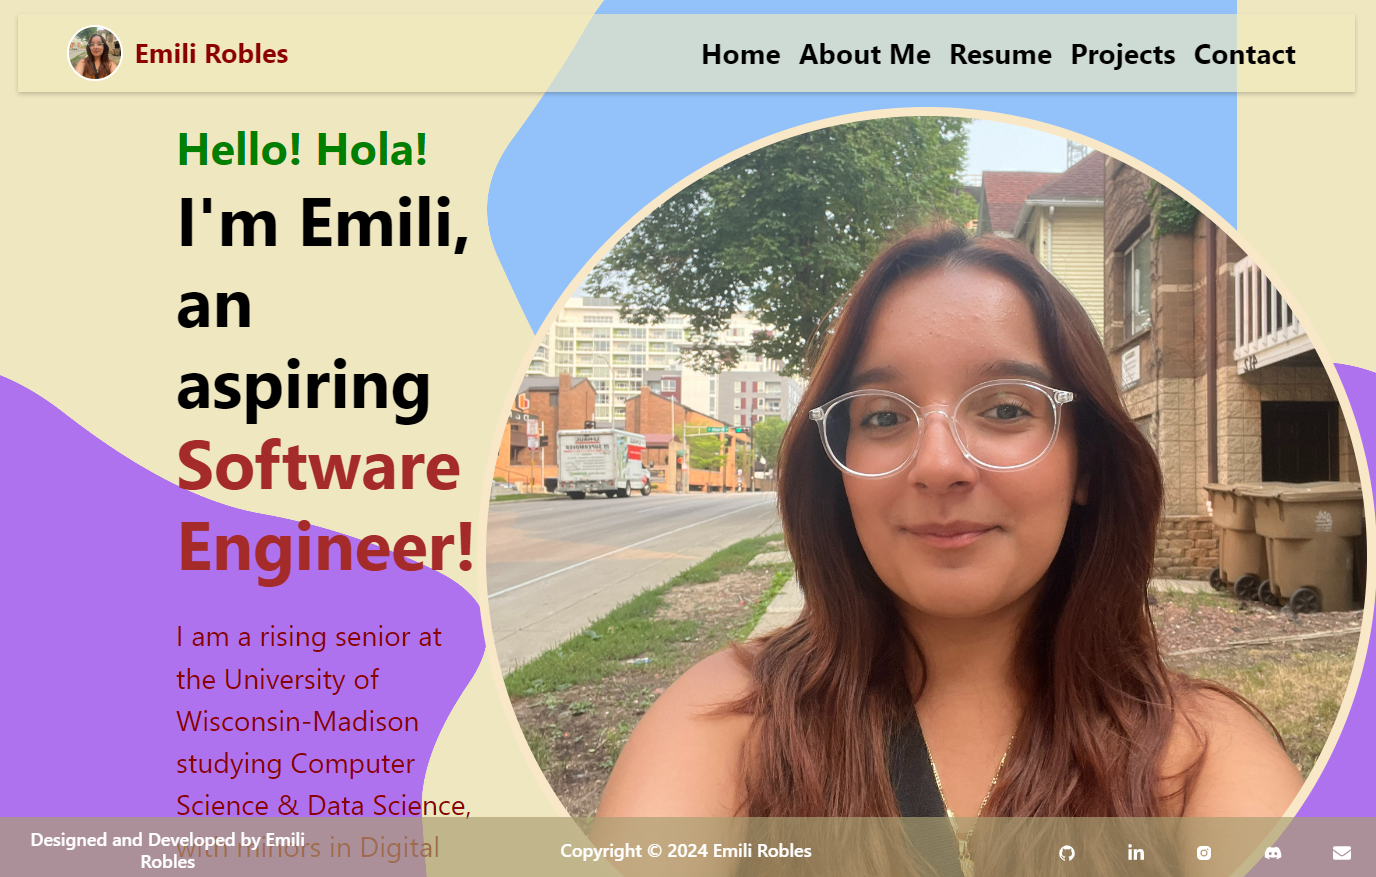 Emili Robles
Home About Me Resume Projects Contact
Hello! Hola!
I'm Emili,
an
aspiring
Software
Engineer!
I am a rising senior at
the University of
Wisconsin-Madison
studying Computer
Science & Data Science,
with minors in Digital
Designed and Developed by Emili
Robles
Copyright © 2024 Emili Robles